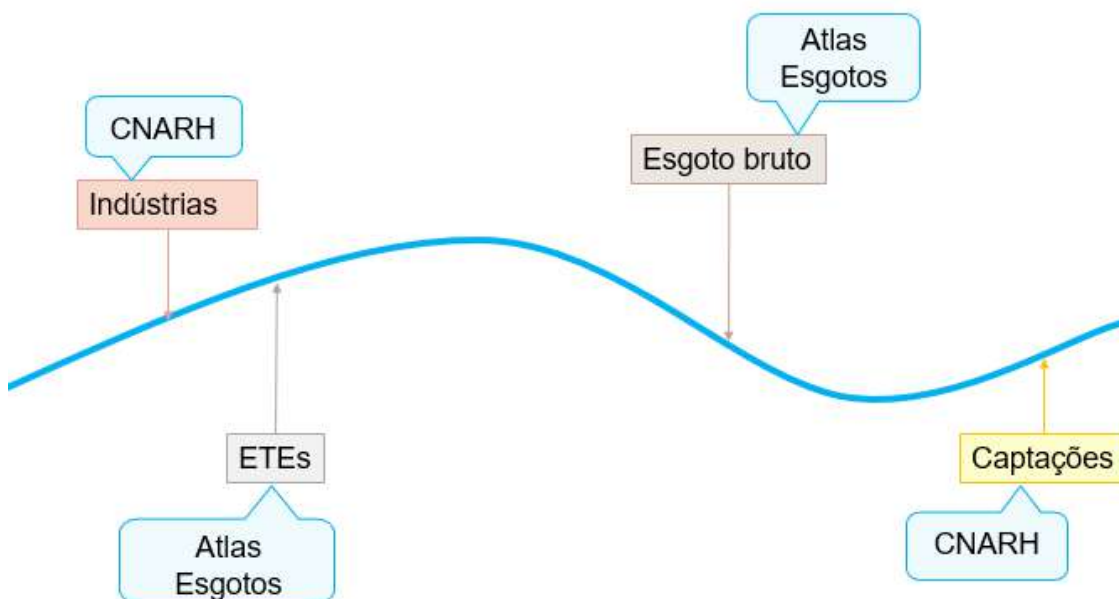 Atlas
Esgotos
CNARH
Esgoto bruto
Indústrias
ETEs
Captações
Atlas
Esgotos
CNARH